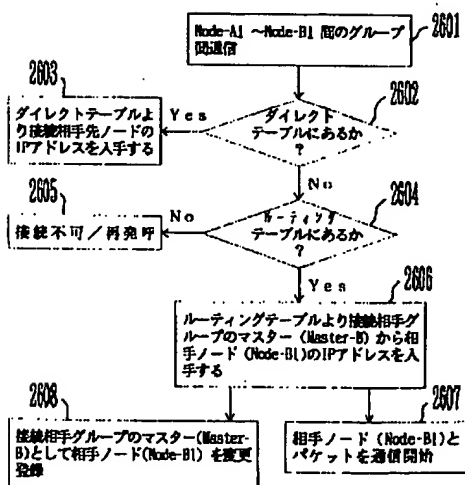 2601
Node-A1 ~Node-B1 間のグループ
間通信
2603
2602
ダイレクトテーブルよ
り接続相手先ノードの
IPアドレスを入手する
Yes
ダイレクト
テーブルにあるか
?
2605
No
2604
接続不可/再発呼
No
ルーティング
テーブルにあるか
?
Yes
2606
ルーティングテーブルより接続相手グ
ループのマスター (Master-B) から相
手ノード (Node-B1)のIPアドレスを入
手する
2608
2607
接続相手グループのマスター(Master-
B)として相手ノード(Node-B1) を変更
登録
相手ノード (Node-B1)と
パケットを通信開始